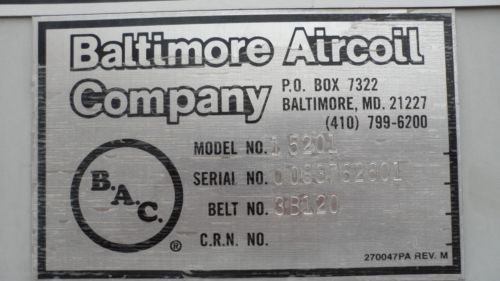 Baltimore Aircoil
Company
P.O. BOX 7322
BALTIMORE, MD. 21227
(410) 799-6200
MODEL NO. 15201
SERIAL NO.
BELT NO. 3B120
C.R.N. NO.
B.A.C.
®
270047PA REV. M